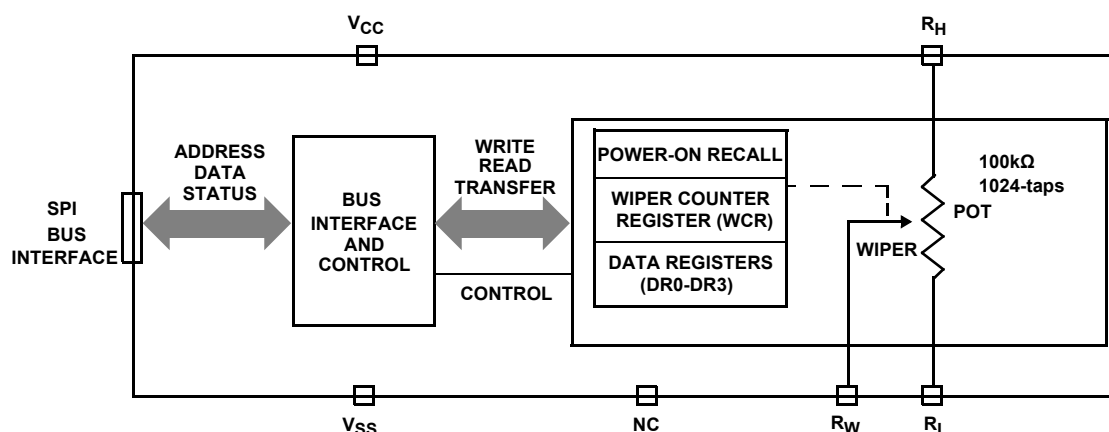 VCC
RH
ADDRESS
DATA
STATUS
WRITE
READ
TRANSFER
SPI
BUS
INTERFACE
BUS
INTERFACE
AND
CONTROL
CONTROL
POWER-ON RECALL
WIPER COUNTER
REGISTER (WCR)
DATA REGISTERS
(DR0-DR3)
100kΩ
1024-taps
POT
WIPER
VSS
NC
RW
RL